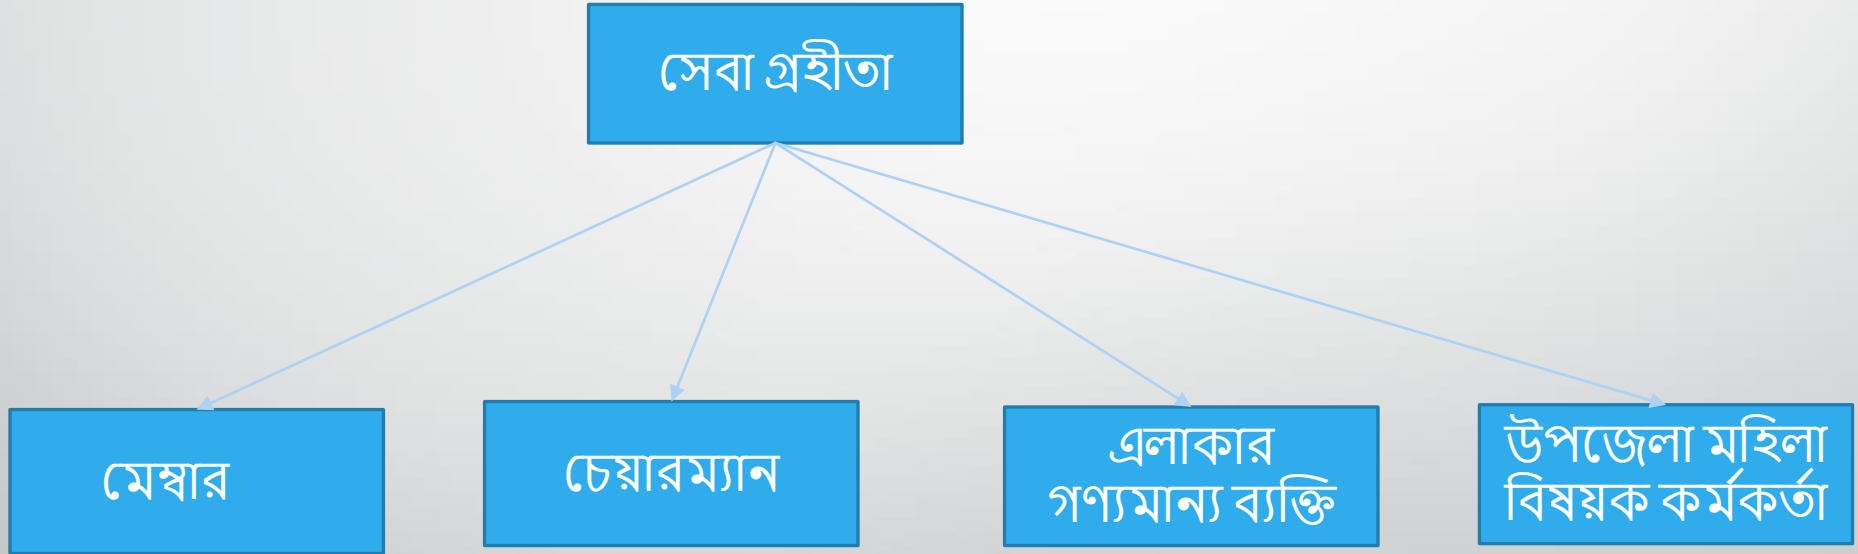 সেবা গ্রহীতা
মেম্বার
চেয়ারম্যান
এলাকার
গণ্যমান্য ব্যক্তি
উপজেলা মহিলা
বিষয়ক কর্মকর্তা